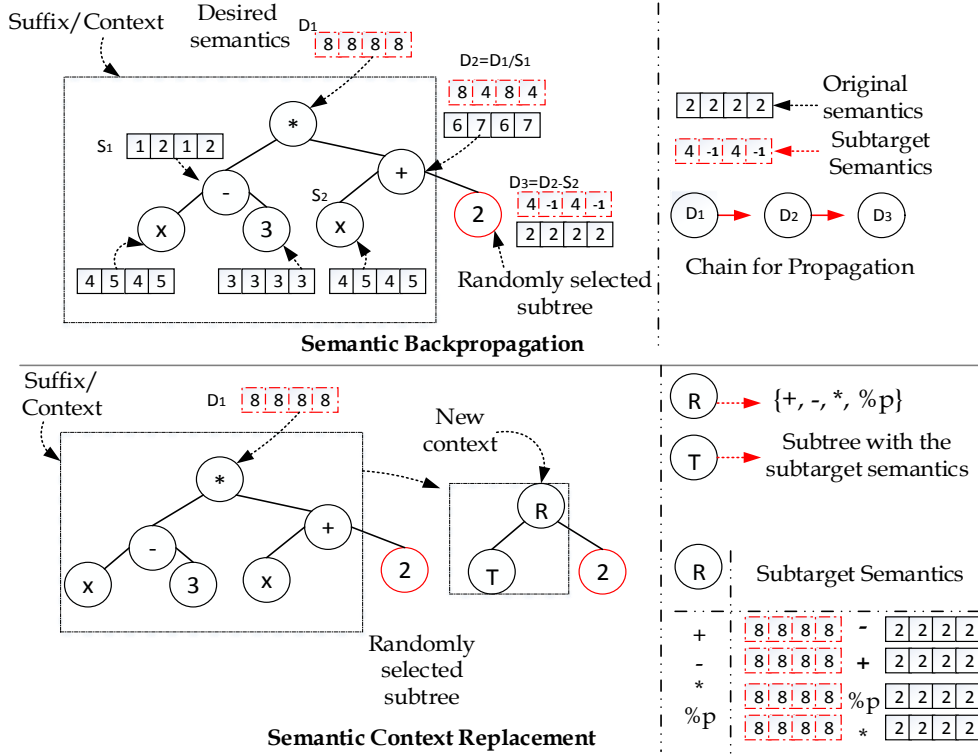 Suffix/Context
Desired
semantics
D1
8 8 8 8
D2=D1/S1
8 4 8 4
6 7 6 7
*
S1
1 2 1 2
-
+
S2
D3=D2-S2
4 -1 4 -1
2 2 2 2
x
3
x
2
4 5 4 5
3 3 3 3
4 5 4 5
Randomly selected
subtree
Semantic Backpropagation
2 2 2 2
Original
semantics
4 -1 4 -1
Subtarget
Semantics
D1
D2
D3
Chain for Propagation
Suffix/
Context
D1
8 8 8 8
New
context
*
-
+
x
3
x
2
R
T
2
Randomly
selected
subtree
Semantic Context Replacement
R
{+, -, *, %p}
T
Subtree with the
subtarget semantics
R
Subtarget Semantics
+
8 8 8 8 - 2 2 2 2
-
8 8 8 8 + 2 2 2 2
*
8 8 8 8 %p 2 2 2 2
%p
8 8 8 8 * 2 2 2 2